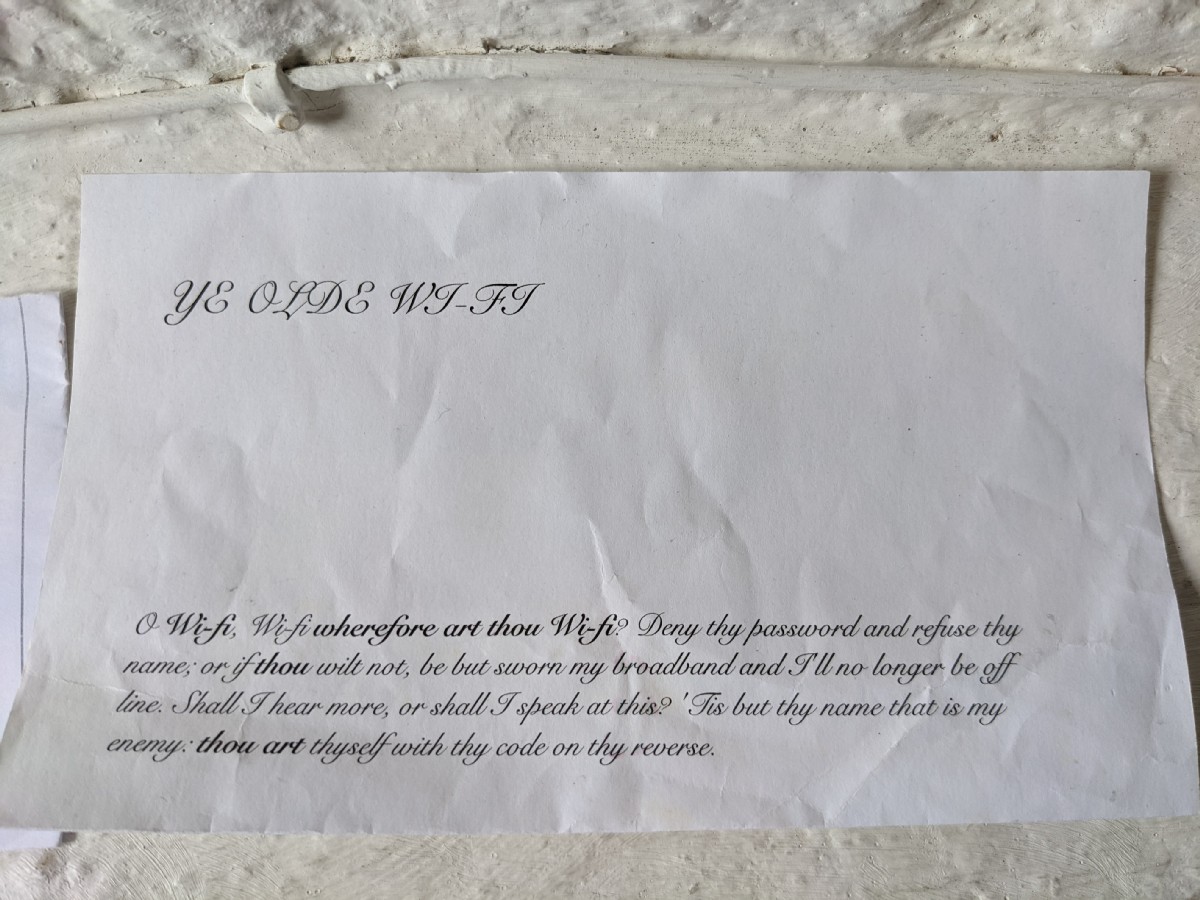 YE OLDE WI-FI
O Wi-fi, Wi-fi wherefore art thou Wi-fi? Deny thy password and refuse thy
name; or if thou wilt not, be but sworn my broadband and I'll no longer be off
line. Shall I hear more, or shall I speak at this? 'Tis but thy name that is my
enemy: thou art thyself with thy code on thy reverse.